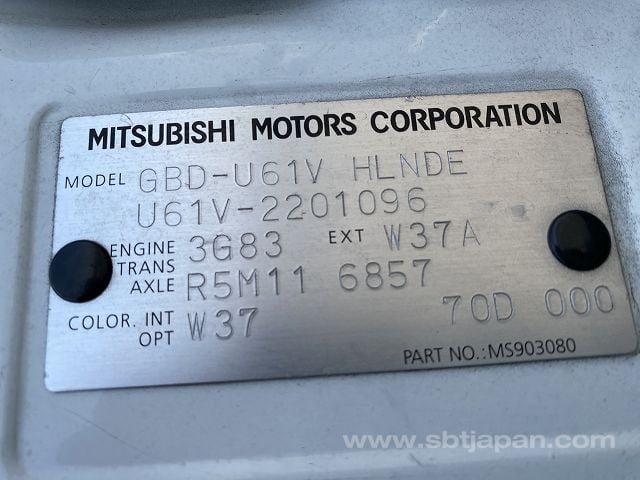 MITSUBISHI MOTORS CORPORATION
MODEL GBD-U61V HLNDE
U61V-2201096
ENGINE 3G83 EXT W37A
TRANS
AXLE R5M11 6857
COLOR. INT W37 70D 000
OPT
PART NO.:MS903080
www.sbtjapan.com